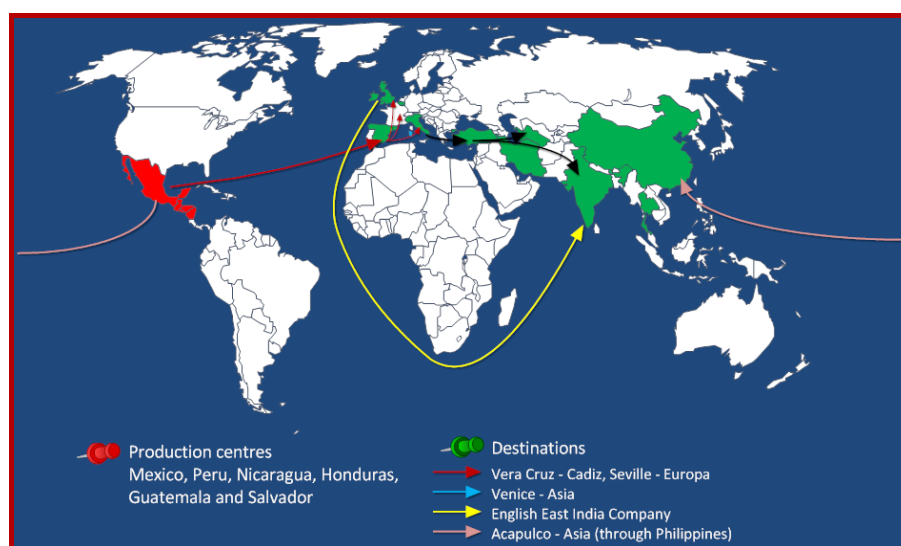 Production centres
Mexico, Peru, Nicaragua, Honduras,
Guatemala and Salvador
Destinations
Vera Cruz - Cadiz, Seville - Europa
Venice - Asia
English East India Company
Acapulco - Asia (through Philippines)